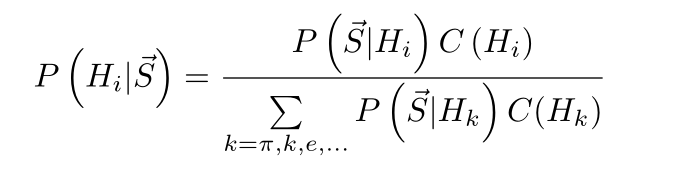 P(H_i|\vec{S}) = \frac{P(\vec{S}|H_i) C(H_i)}{\sum_{k=\pi,k,e,...} P(\vec{S}|H_k) C(H_k)}